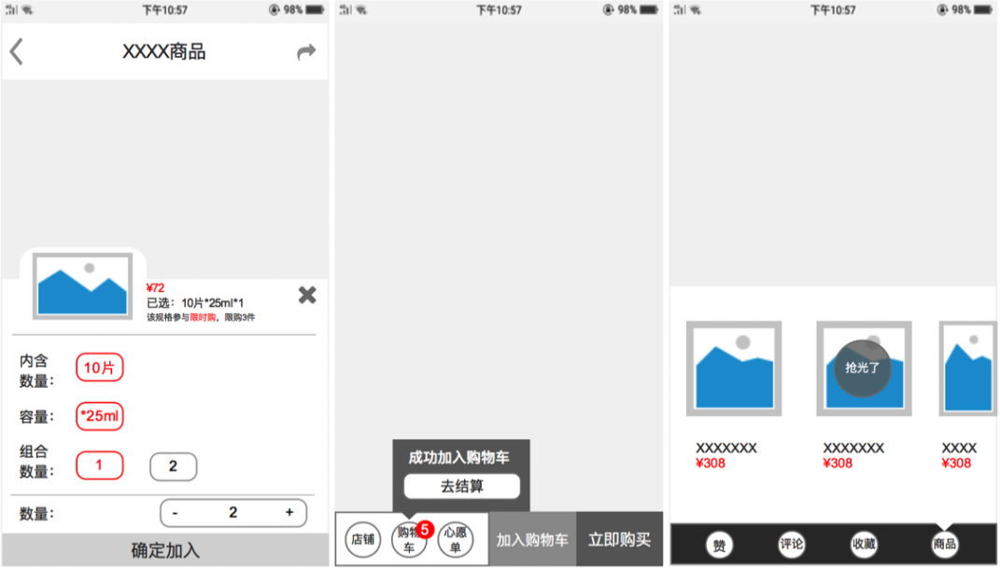 下午10:57
98%
XXXX商品
¥72
已选：10片*25ml*1
该规格参与限时购，限购3件
内含
数量：
10片
容量：
*25ml
组合
数量：
1
2
数量：
-
2
+
确定加入
下午10:57
98%
成功加入购物车
去结算
店铺
购物
车
5
心愿
单
加入购物车
立即购买
下午10:57
98%
抢光了
XXXXXXX
¥308
XXXXXXX
¥308
XXXX
¥308
赞
评论
收藏
商品